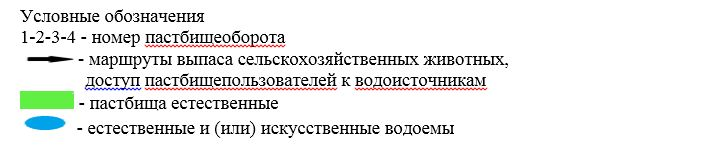 Условные обозначения
1-2-3-4 - номер пастбищеоборота
- маршруты выпаса сельскохозяйственных животных,
доступ пастбищепользователей к водоисточникам
- пастбища естественные
- естественные и (или) искусственные водоемы